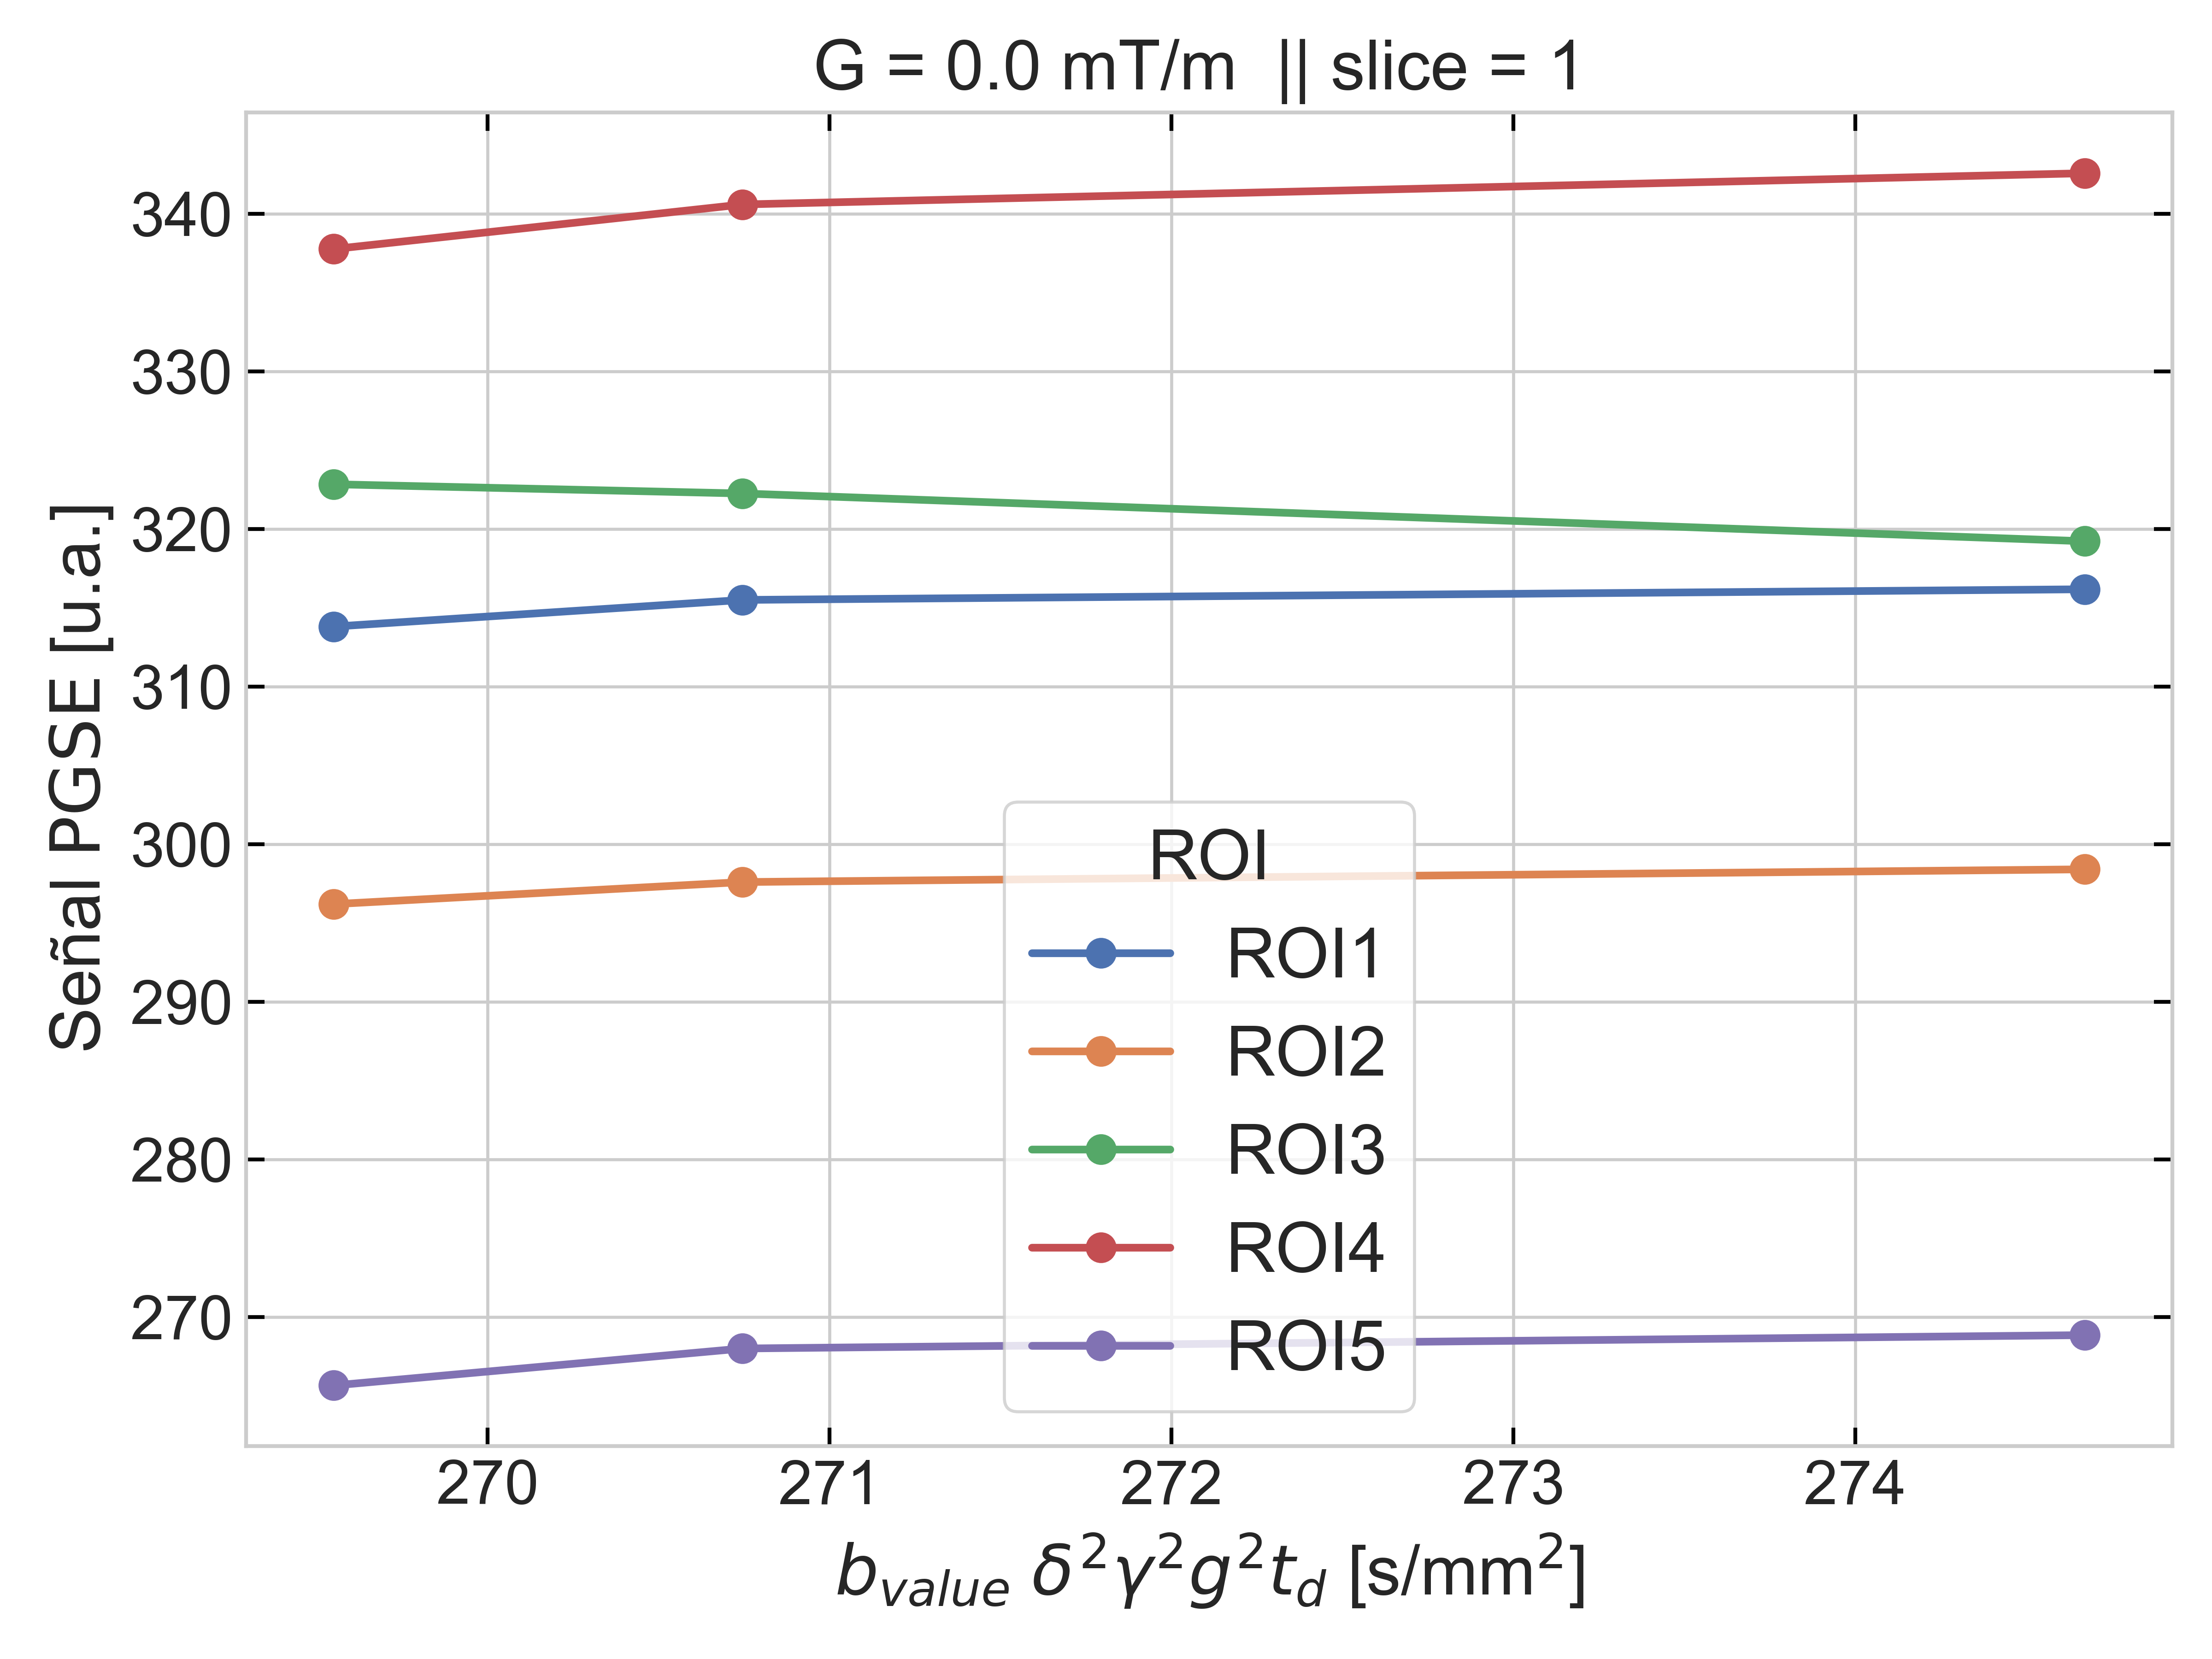 G = 0.0 mT/m || slice = 1
Señal PGSE [u.a.]
340
330
320
310
300
290
280
270
ROI
ROI1
ROI2
ROI3
ROI4
ROI5
270 271 272 273 274
b_value δ²γ²g²t_d [s/mm²]